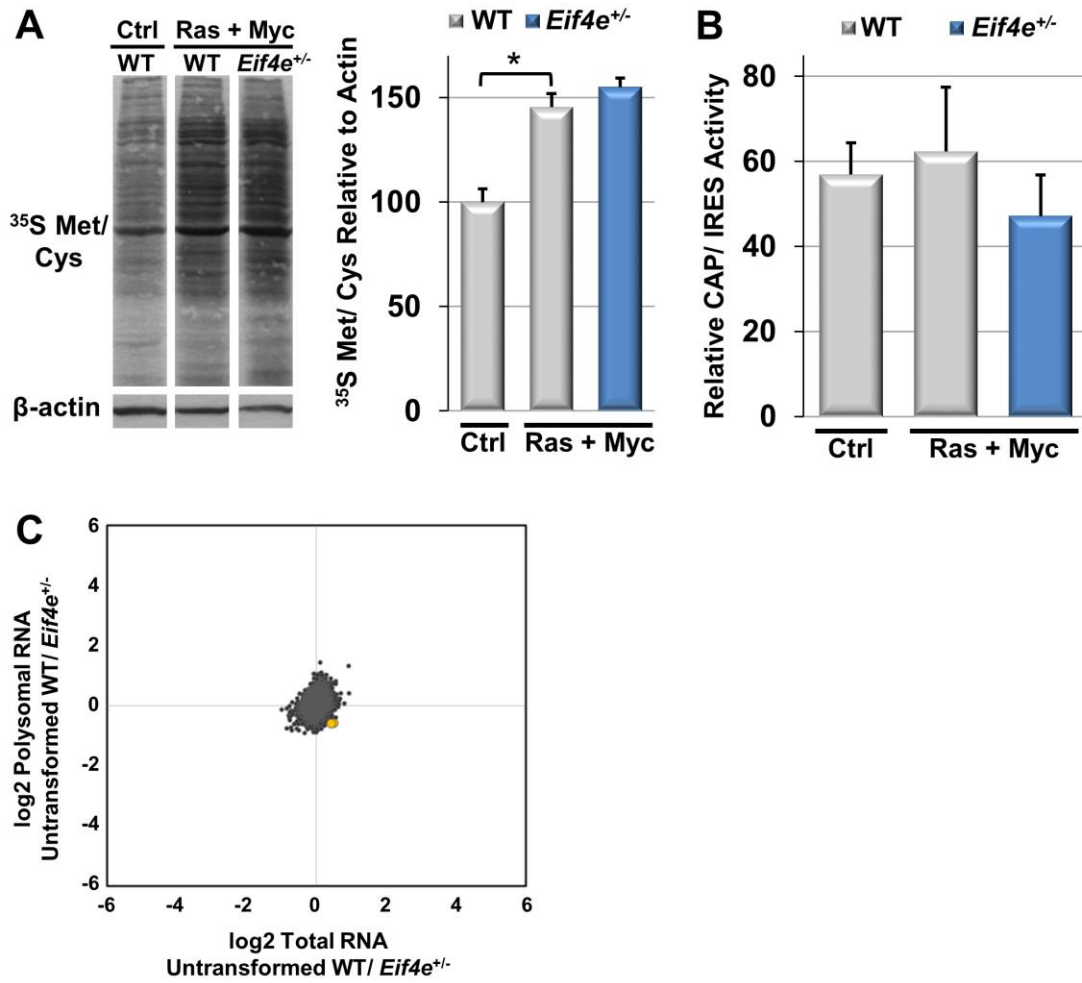 A
Ctrl Ras + Myc
WT WT Eif4e+/-
35S Met/
Cys
β-actin
WT Eif4e+/-
35S Met/ Cys Relative to Actin
150
100
50
0
*
Ctrl Ras + Myc
B
WT Eif4e+/-
Relative CAP/ IRES Activity
80
60
40
20
0
Ctrl Ras + Myc
C
log2 Polysomal RNA
Untransformed WT/ Eif4e+/-
6
4
2
0
-2
-4
-6
-6 -4 -2 0 2 4 6
log2 Total RNA
Untransformed WT/ Eif4e+/-